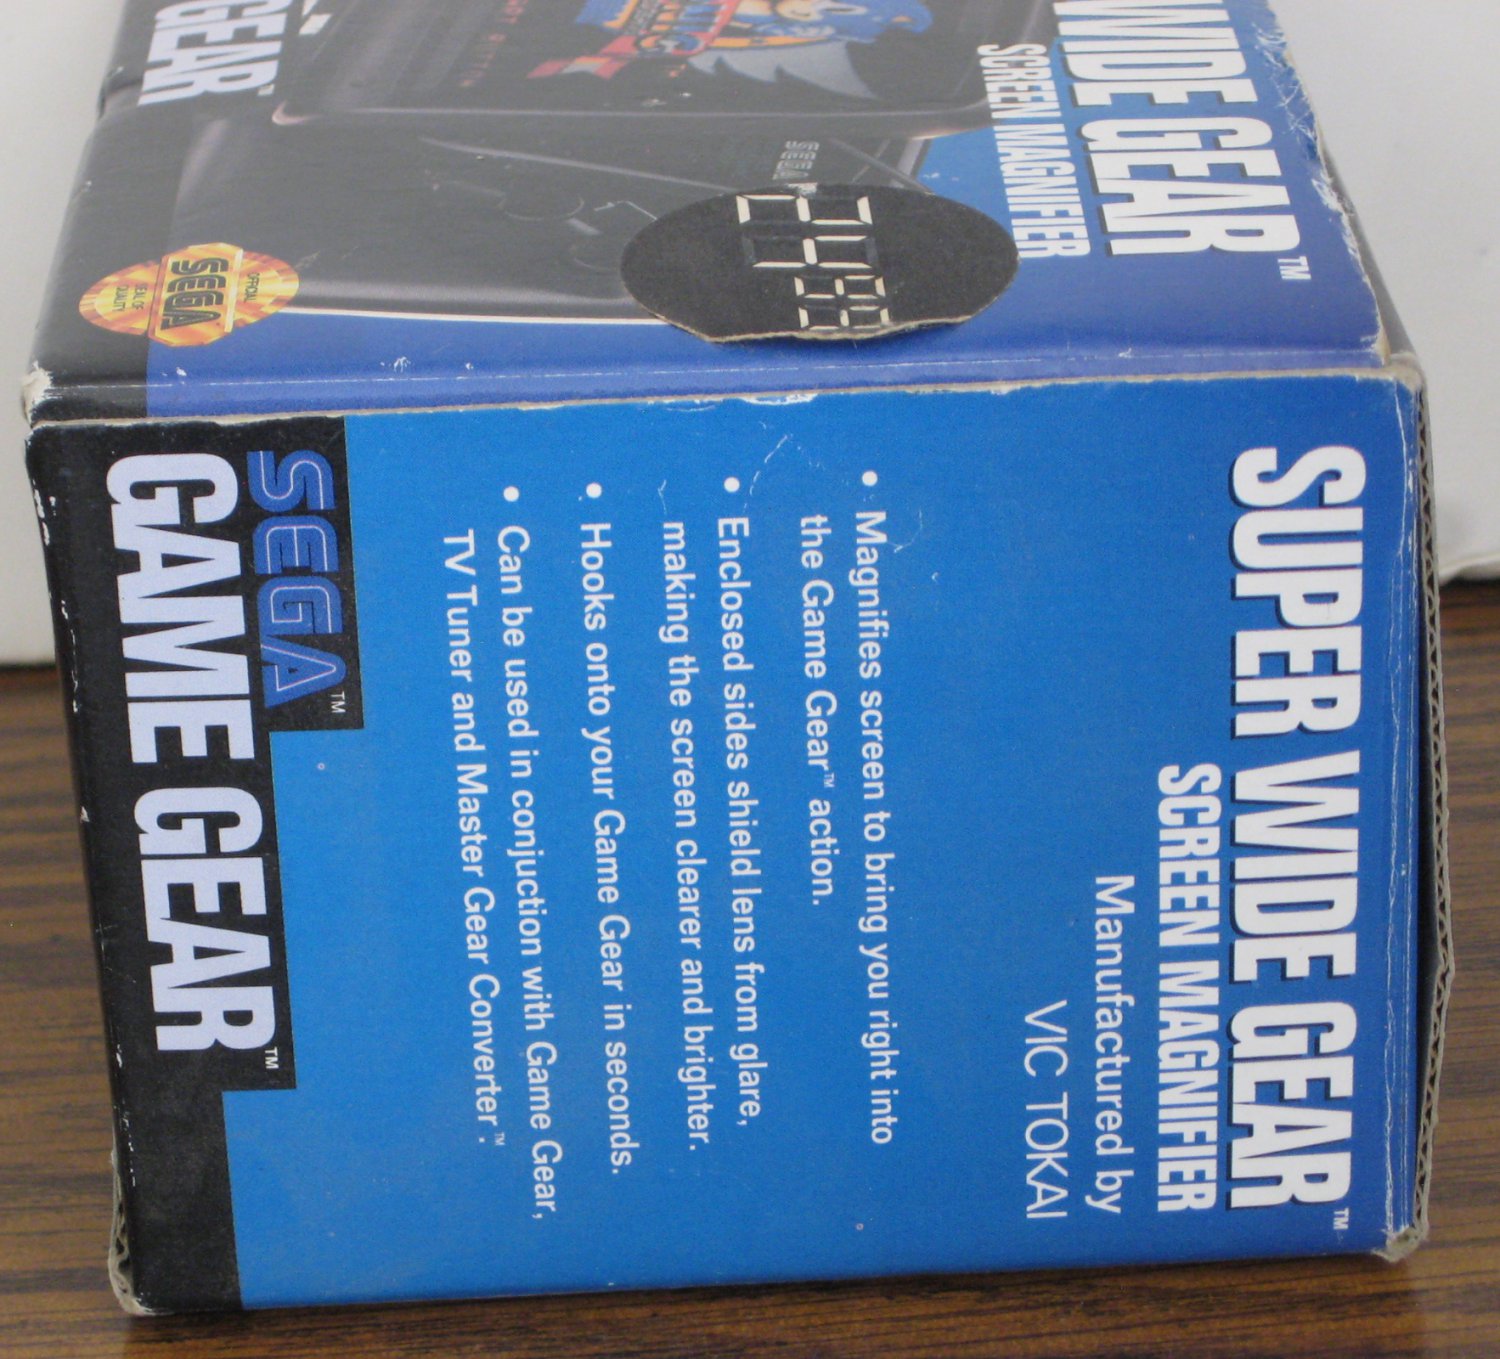 WIDE GEAR™
SCREEN MAGNIFIER
SEGA
BUTTON
OFFICIAL
SEGA
SEAL OF
QUALITY
GEAR™
SUPER WIDE GEAR™
SCREEN MAGNIFIER
Manufactured by
VIC TOKAI
• Magnifies screen to bring you right into
the Game Gear™ action.
• Enclosed sides shield lens from glare,
making the screen clearer and brighter.
• Hooks onto your Game Gear in seconds.
• Can be used in conjuction with Game Gear,
TV Tuner and Master Gear Converter™.
SEGA™
GAME GEAR™